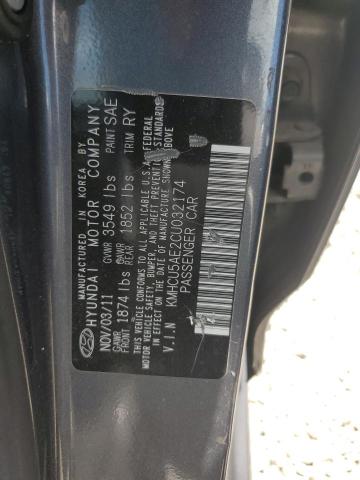 MANUFACTURED IN KOREA BY
HYUNDAI MOTOR COMPANY
NOV/03/11 GVWR 3549 lbs PAINT SAE
GAWR FRONT 1874 lbs GAWR REAR 1852 lbs TRIM RY
THIS VEHICLE CONFORMS TO ALL APPLICABLE U.S.A FEDERAL
MOTOR VEHICLE SAFETY, BUMPER, AND THEFT PREVENTION STANDARDS
IN EFFECT ON THE DATE OF MANUFACTURE SHOWN ABOVE
V.I.N KMHCU5AE2CU032174
PASSENGER CAR